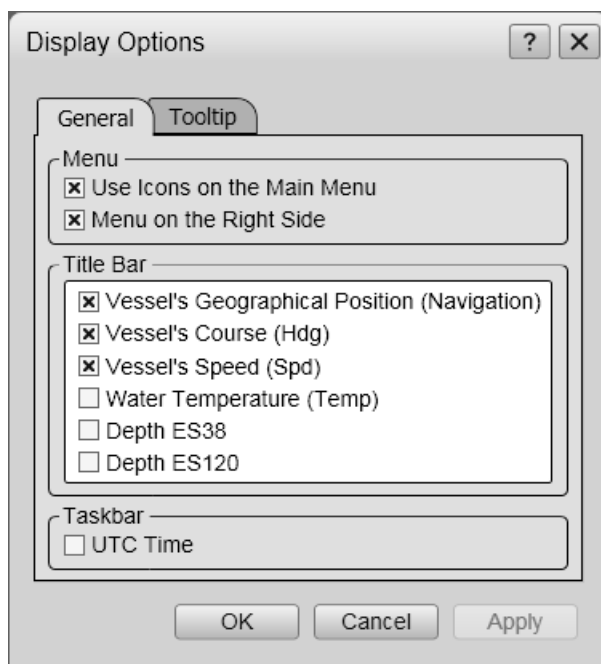 Display Options
?
General Tooltip
Menu
Use Icons on the Main Menu
Menu on the Right Side
Title Bar
Vessel's Geographical Position (Navigation)
Vessel's Course (Hdg)
Vessel's Speed (Spd)
Water Temperature (Temp)
Depth ES38
Depth ES120
Taskbar
UTC Time
OK Cancel Apply